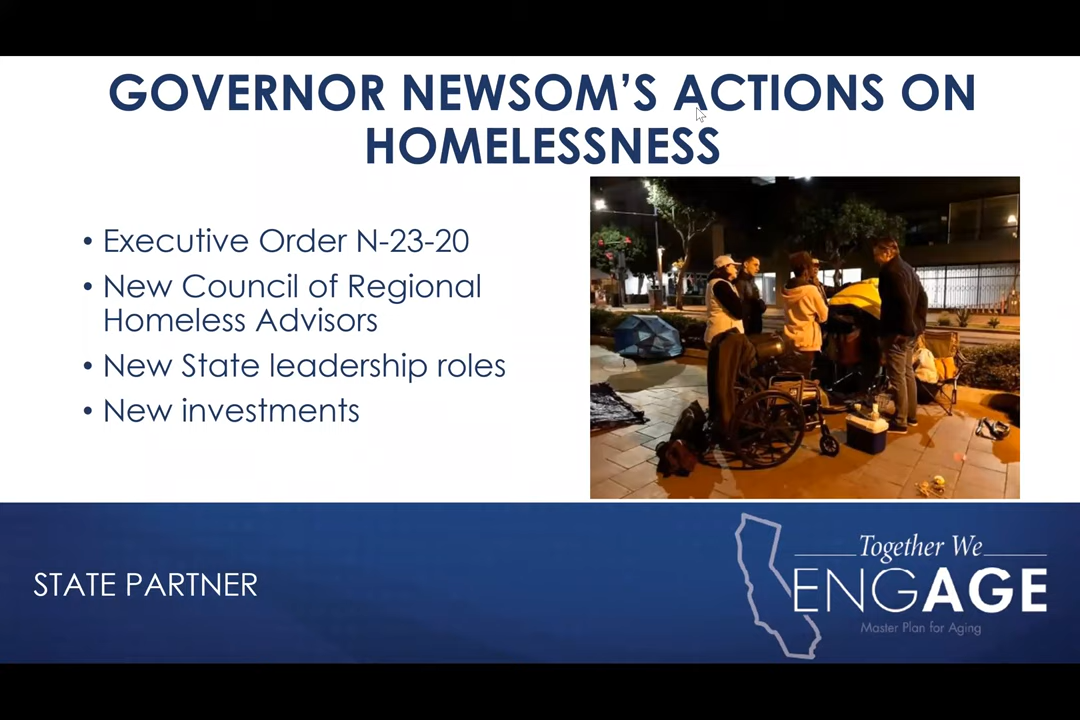 GOVERNOR NEWSOM’S ACTIONS ON
HOMELESSNESS
• Executive Order N-23-20
• New Council of Regional
Homeless Advisors
• New State leadership roles
• New investments
STATE PARTNER
Together We
ENGAGE
Master Plan for Aging